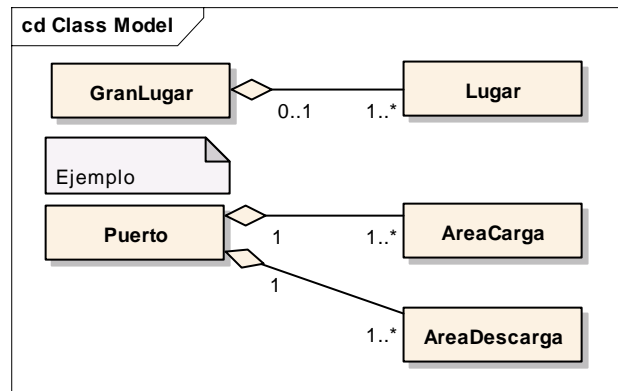 cd Class Model
GranLugar
0..1
1..*
Lugar
Ejemplo
Puerto
1
1..*
AreaCarga
1
1..*
AreaDescarga